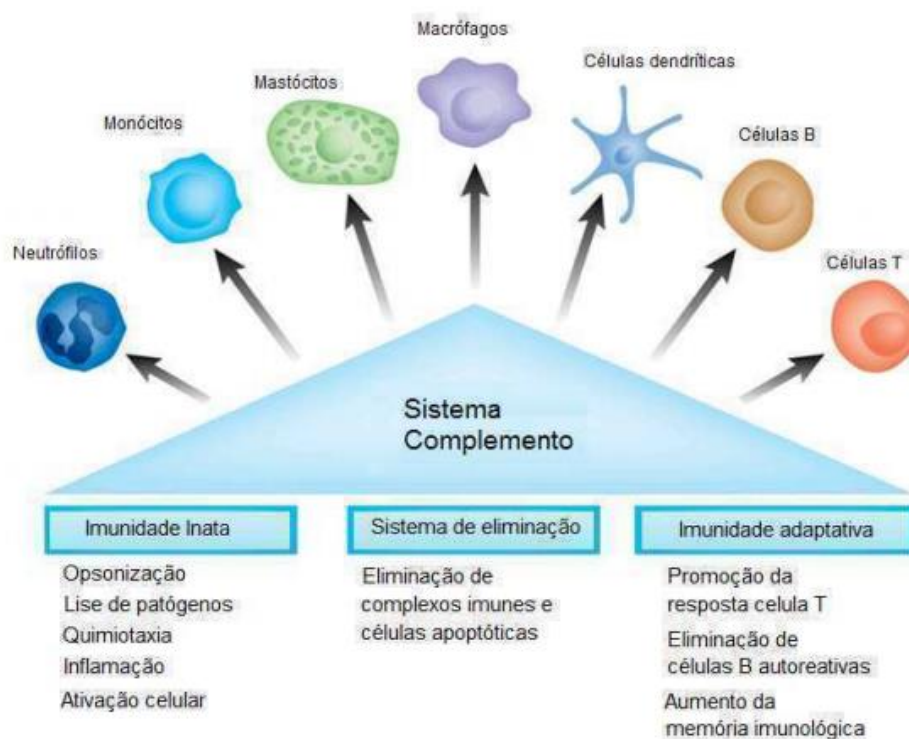 Macrófagos
Células dendríticas
Mastócitos
Monócitos
Células B
Neutrófilos
Células T
Sistema
Complemento
Imunidade Inata
Opsonização
Lise de patógenos
Quimiotaxia
Inflamação
Ativação celular
Sistema de eliminação
Eliminação de
complexos imunes e
células apoptóticas
Imunidade adaptativa
Promoção da
resposta celula T
Eliminação de
células B autoreativas
Aumento da
memória imunológica